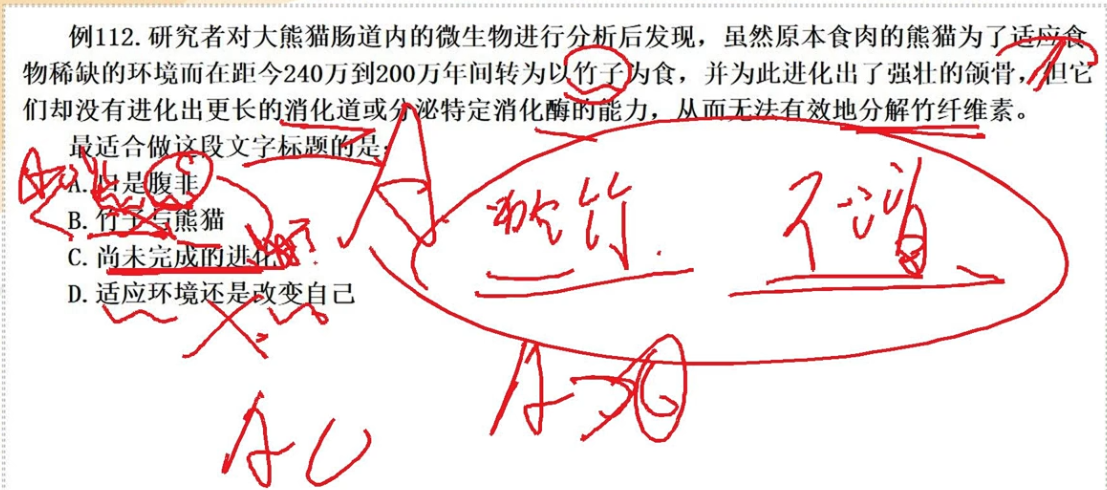 例112.研究者对大熊猫肠道内的微生物进行分析后发现，虽然原本食肉的熊猫为了适应食
物稀缺的环境而在距今240万到200万年间转为以竹子为食，并为此进化出了强壮的颌骨，但它
们却没有进化出更长的消化道或分泌特定消化酶的能力，从而无法有效地分解竹纤维素。
最适合做这段文字标题的是：
A.口是腹非
B.竹子与熊猫
C.尚未完成的进化
D.适应环境还是改变自己
A
吃竹 不消
A>C
AC